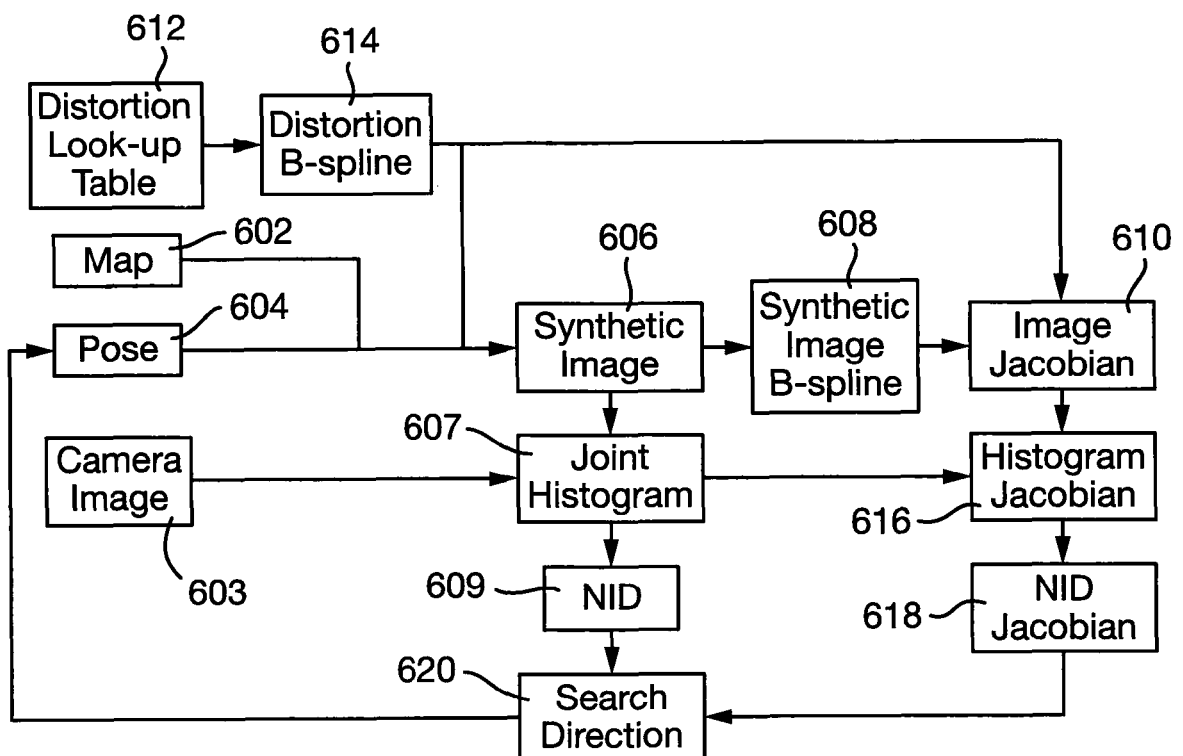 612
614
Distortion
Look-up
Table
Distortion
B-spline
602
Map
606
608
610
604
Pose
Synthetic
Image
Synthetic
Image
B-spline
Image
Jacobian
607
Camera
Image
Joint
Histogram
Histogram
Jacobian
616
603
609
NID
618
NID
Jacobian
620
Search
Direction